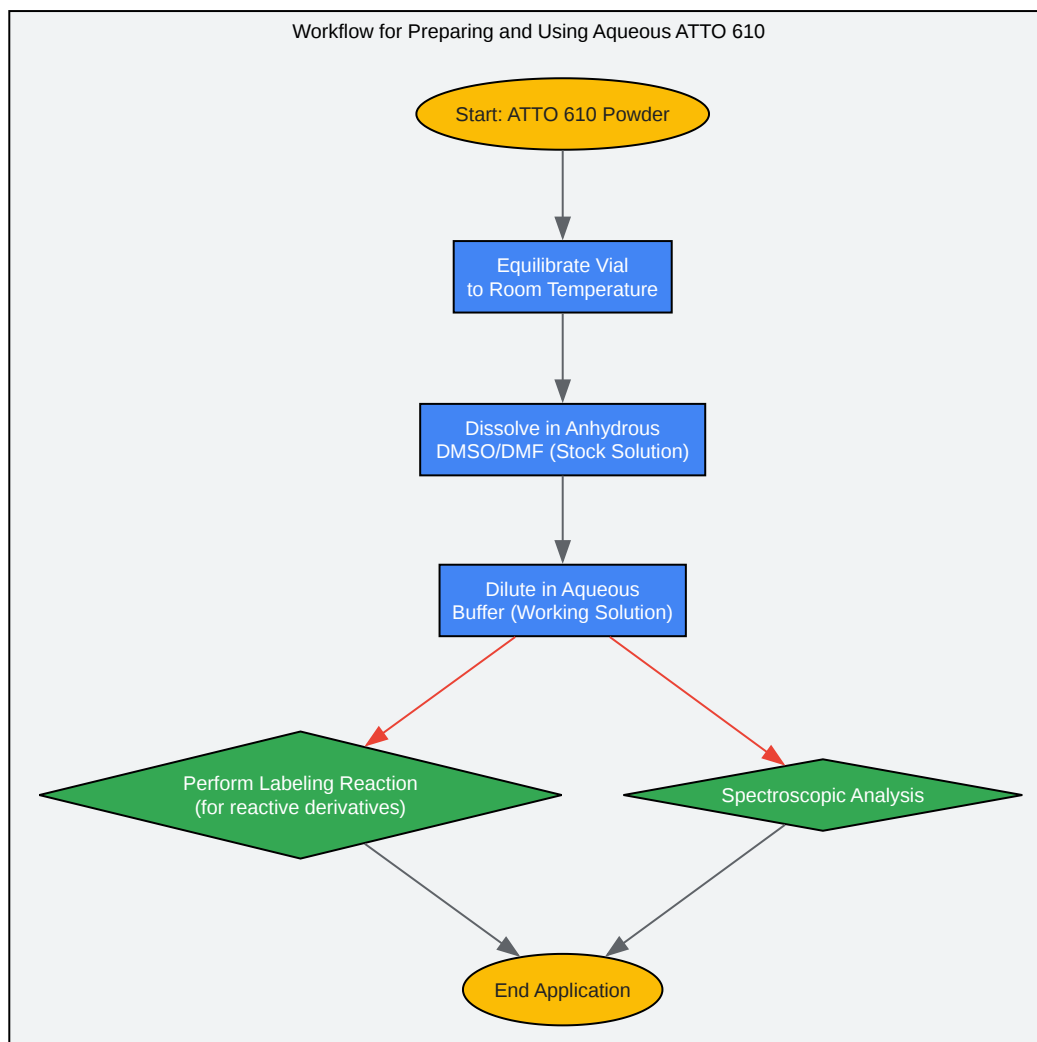 Workflow for Preparing and Using Aqueous ATTO 610
Start: ATTO 610 Powder
Equilibrate Vial
to Room Temperature
Dissolve in Anhydrous
DMSO/DMF (Stock Solution)
Dilute in Aqueous
Buffer (Working Solution)
Perform Labeling Reaction
(for reactive derivatives)
Spectroscopic Analysis
End Application